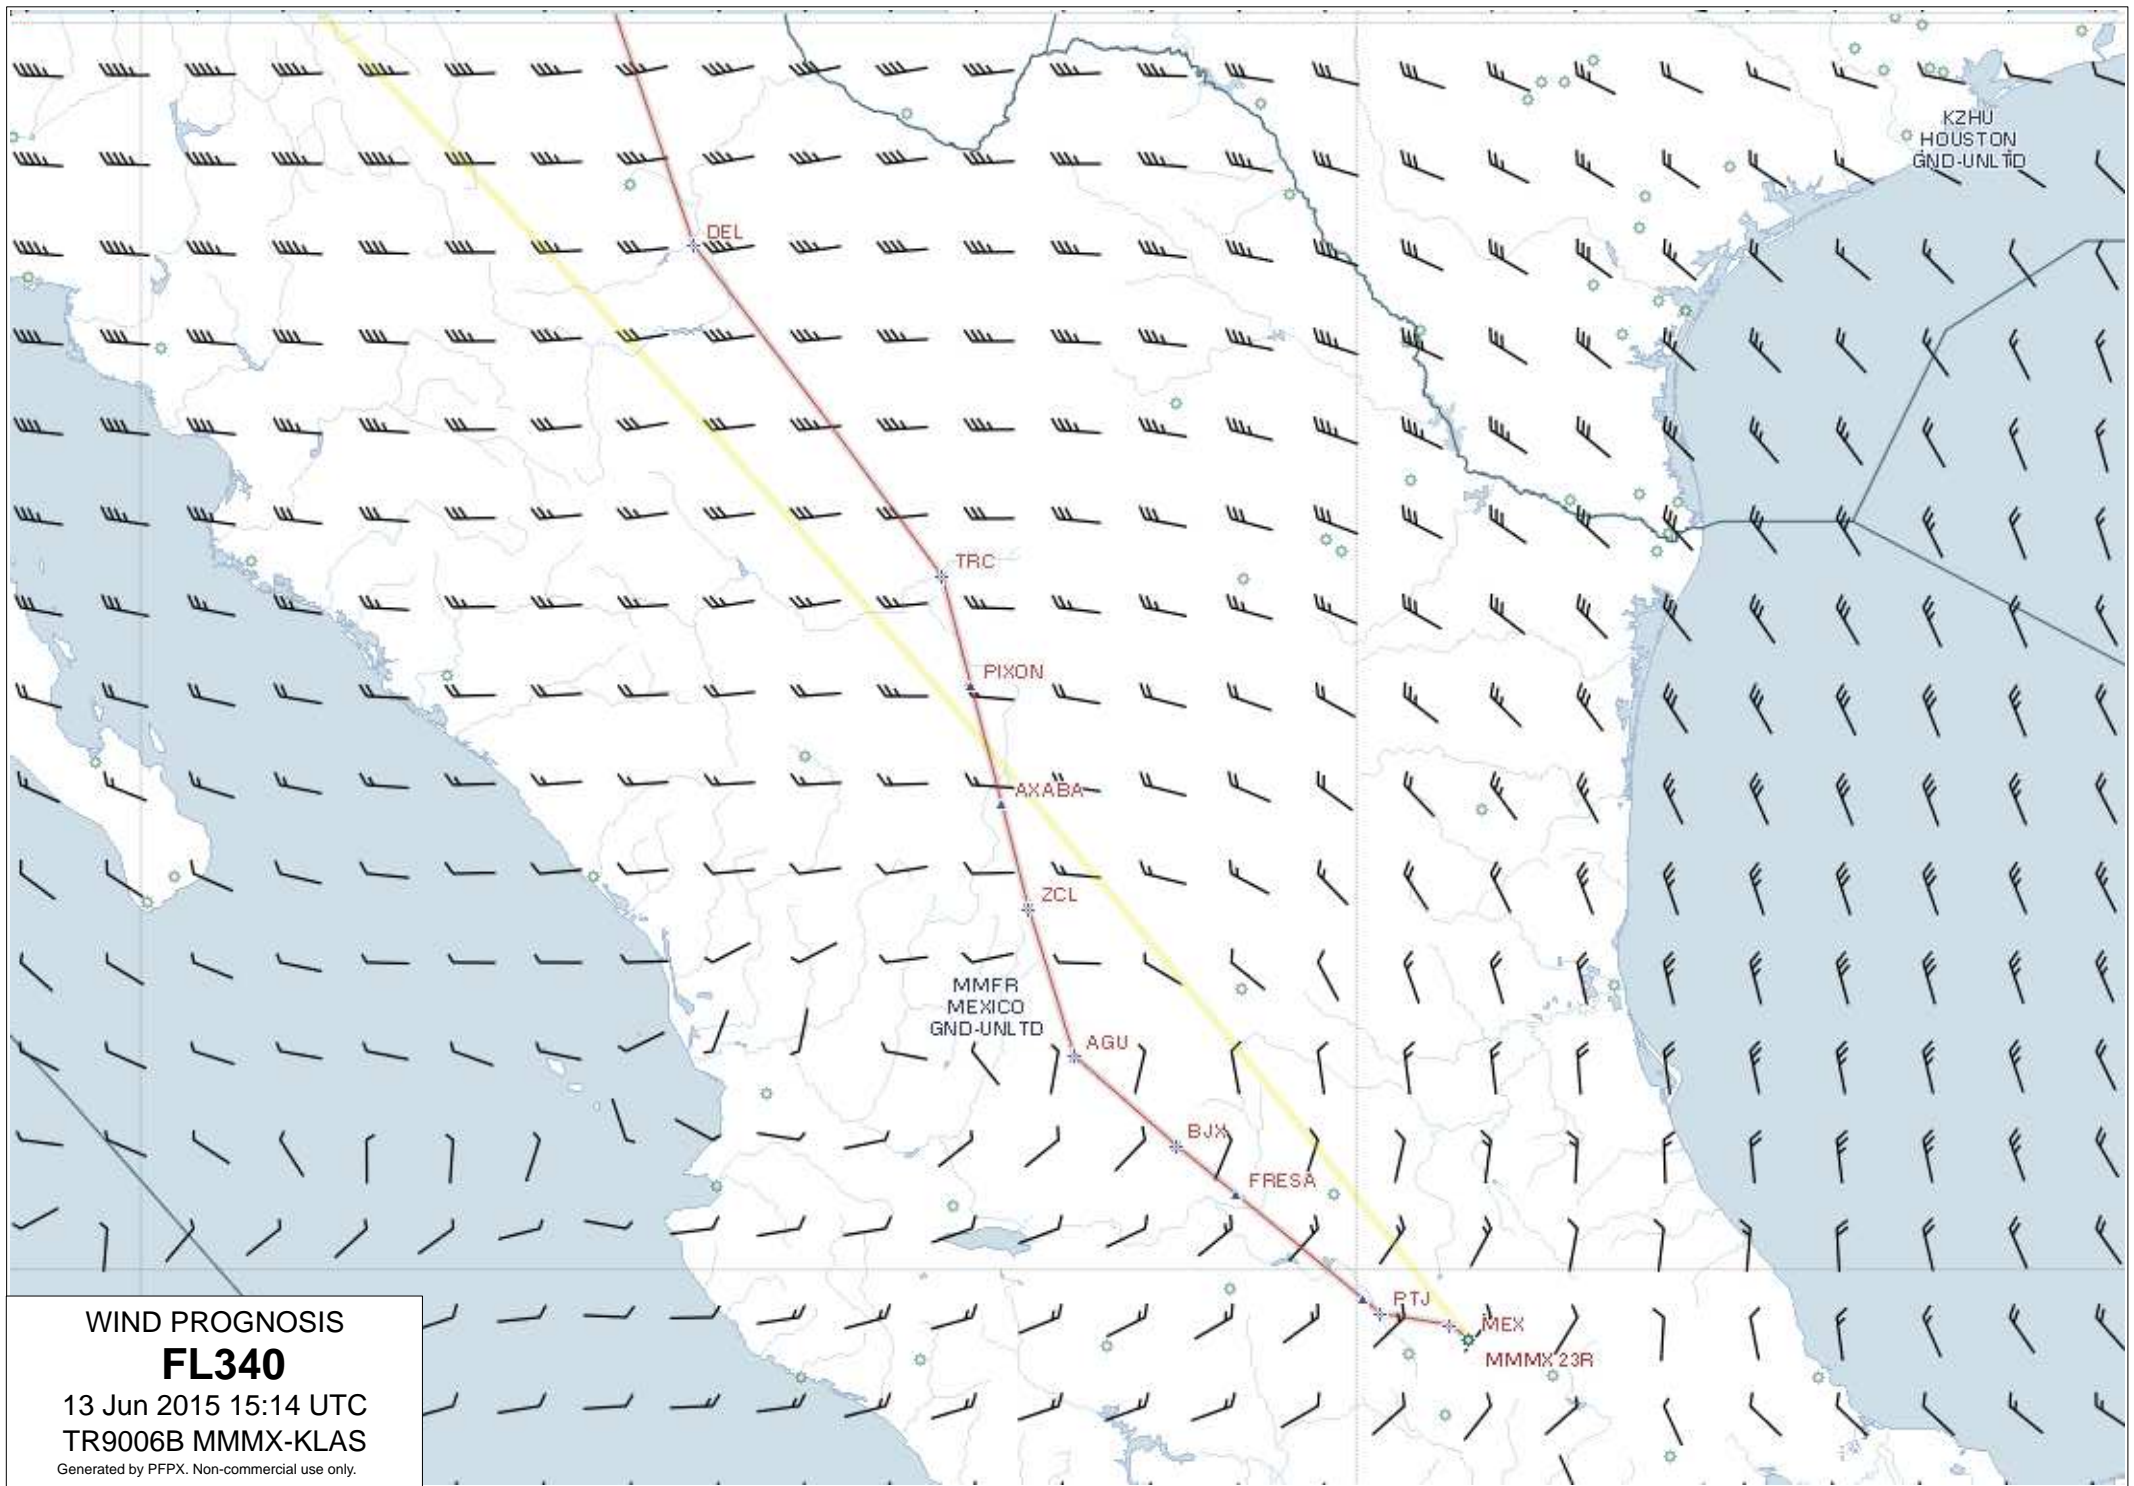 KZHU
HOUSTON
GND-UNLTD
DEL
TRC
PIXON
AXABA
ZCL
MMFR
MEXICO
GND-UNLTD
AGU
BJX
FRESA
PTJ
MEX
MMMX 23R
WIND PROGNOSIS
FL340
13 Jun 2015 15:14 UTC
TR9006B MMMX-KLAS
Generated by PFPX. Non-commercial use only.